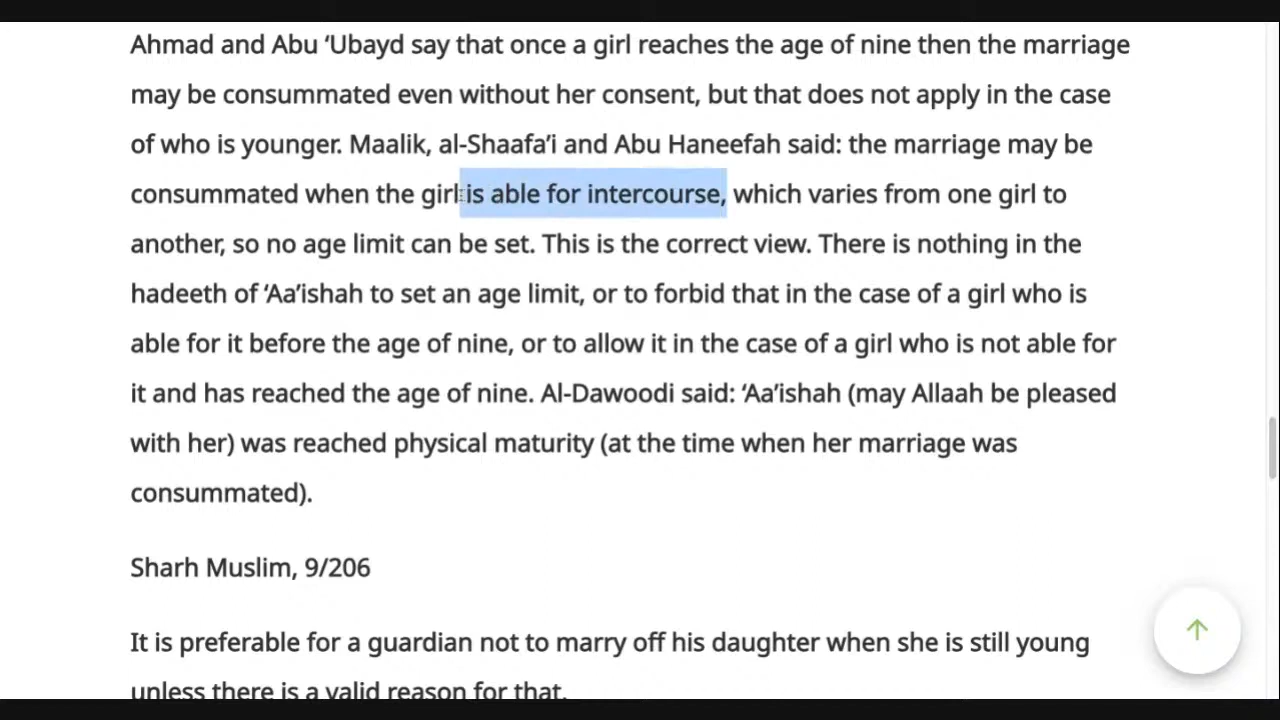 Ahmad and Abu ‘Ubayd say that once a girl reaches the age of nine then the marriage
may be consummated even without her consent, but that does not apply in the case
of who is younger. Maalik, al-Shaafa’i and Abu Haneefah said: the marriage may be
consummated when the girl is able for intercourse, which varies from one girl to
another, so no age limit can be set. This is the correct view. There is nothing in the
hadeeth of ‘Aa’ishah to set an age limit, or to forbid that in the case of a girl who is
able for it before the age of nine, or to allow it in the case of a girl who is not able for
it and has reached the age of nine. Al-Dawoodi said: ‘Aa’ishah (may Allaah be pleased
with her) was reached physical maturity (at the time when her marriage was
consummated).
Sharh Muslim, 9/206
It is preferable for a guardian not to marry off his daughter when she is still young
unless there is a valid reason for that.